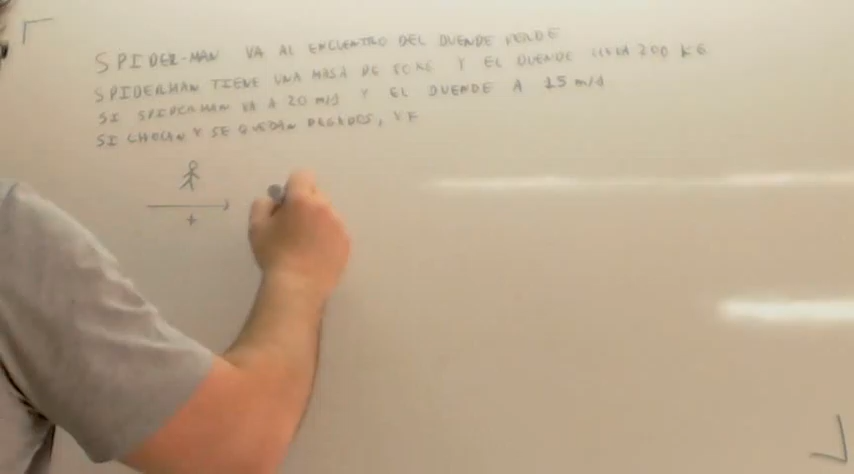 SPIDER-MAN VA AL ENCUENTRO DEL DUENDE VERDE
SPIDERMAN TIENE UNA MASA DE KG Y EL DUENDE 200 KG
SI SPIDERMAN VA A 20 m/s Y EL DUENDE A 15 m/s
SI CHOCAN Y SE QUEDAN PEGADOS, VF
+